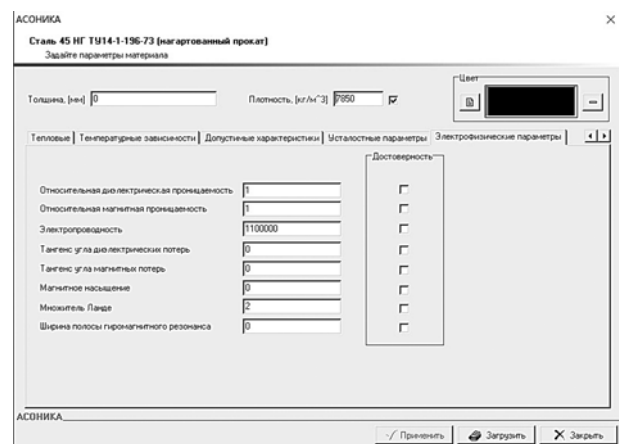 АСОНИКА
Сталь 45 НГ ТУ14-1-196-73 (нагартованный прокат)
Задайте параметры материала
Толщина, [мм] 0 Плотность, [кг/м^3] 7850 Цвет
Тепловые Температурные зависимости Допустимые характеристики Усталостные параметры Электрофизические параметры
Достоверность
Относительная диэлектрическая проницаемость 1
Относительная магнитная проницаемость 1
Электропроводность 1100000
Тангенс угла диэлектрических потерь 0
Тангенс угла магнитных потерь 0
Магнитное насыщение 0
Множитель Ланде 2
Ширина полосы гиромагнитного резонанса 0
АСОНИКА
Применить Загрузить Закрыть